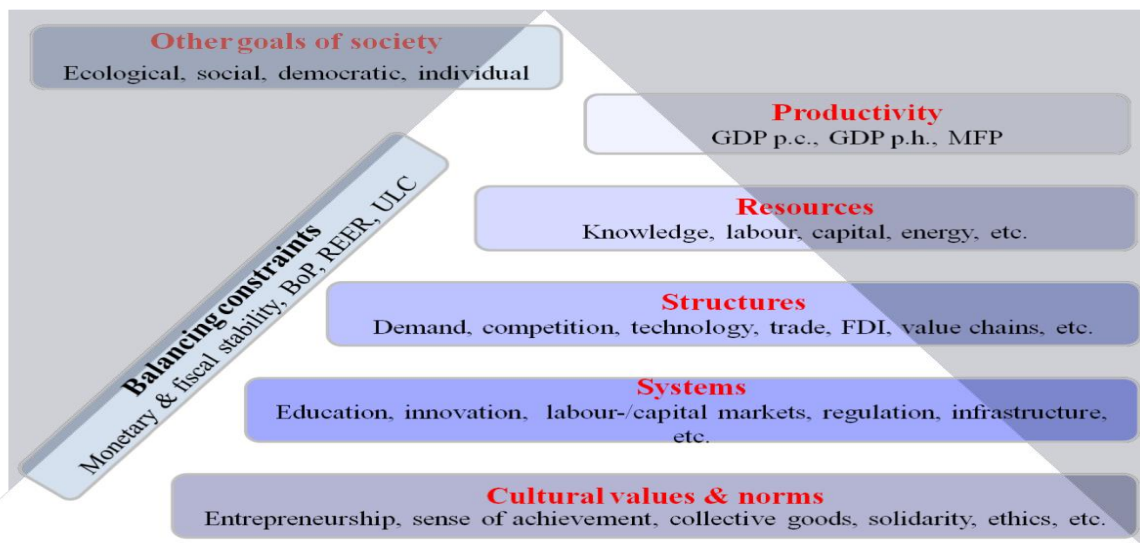 Other goals of society
Ecological, social, democratic, individual
Productivity
GDP p.c., GDP p.h., MFP
Resources
Knowledge, labour, capital, energy, etc.
Balancing constraints
Monetary & fiscal stability, BoP, REER, ULC
Structures
Demand, competition, technology, trade, FDI, value chains, etc.
Systems
Education, innovation, labour-/capital markets, regulation, infrastructure,
etc.
Cultural values & norms
Entrepreneurship, sense of achievement, collective goods, solidarity, ethics, etc.